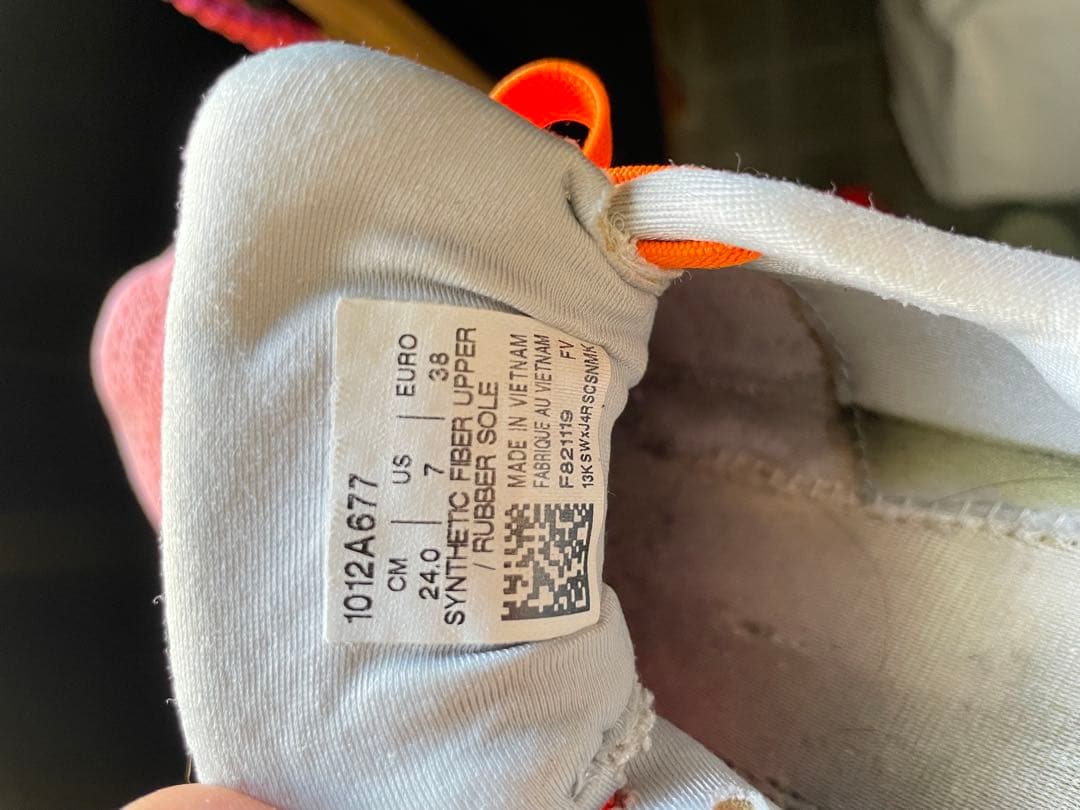 1012A677
CM | US | EURO
24.0 | 7 | 38
SYNTHETIC FIBER UPPER
/ RUBBER SOLE
MADE IN VIETNAM
FABRIQUE AU VIETNAM
F821119 FV
13KSWxJ4RSCSNMK